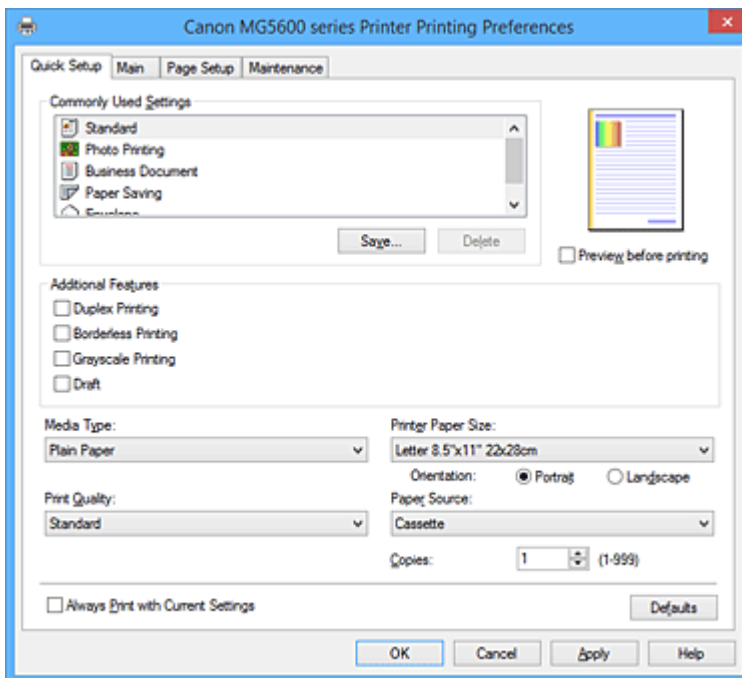 Canon MG5600 series Printer Printing Preferences
Quick Setup Main Page Setup Maintenance
Commonly Used Settings
Standard
Photo Printing
Business Document
Paper Saving
Envelope
Save... Delete
Preview before printing
Additional Features
Duplex Printing
Borderless Printing
Grayscale Printing
Draft
Media Type: Printer Paper Size:
Plain Paper Letter 8.5"x11" 22x28cm
Orientation: Portrait Landscape
Print Quality: Paper Source:
Standard Cassette
Copies: 1 (1-999)
Always Print with Current Settings Defaults
OK Cancel Apply Help